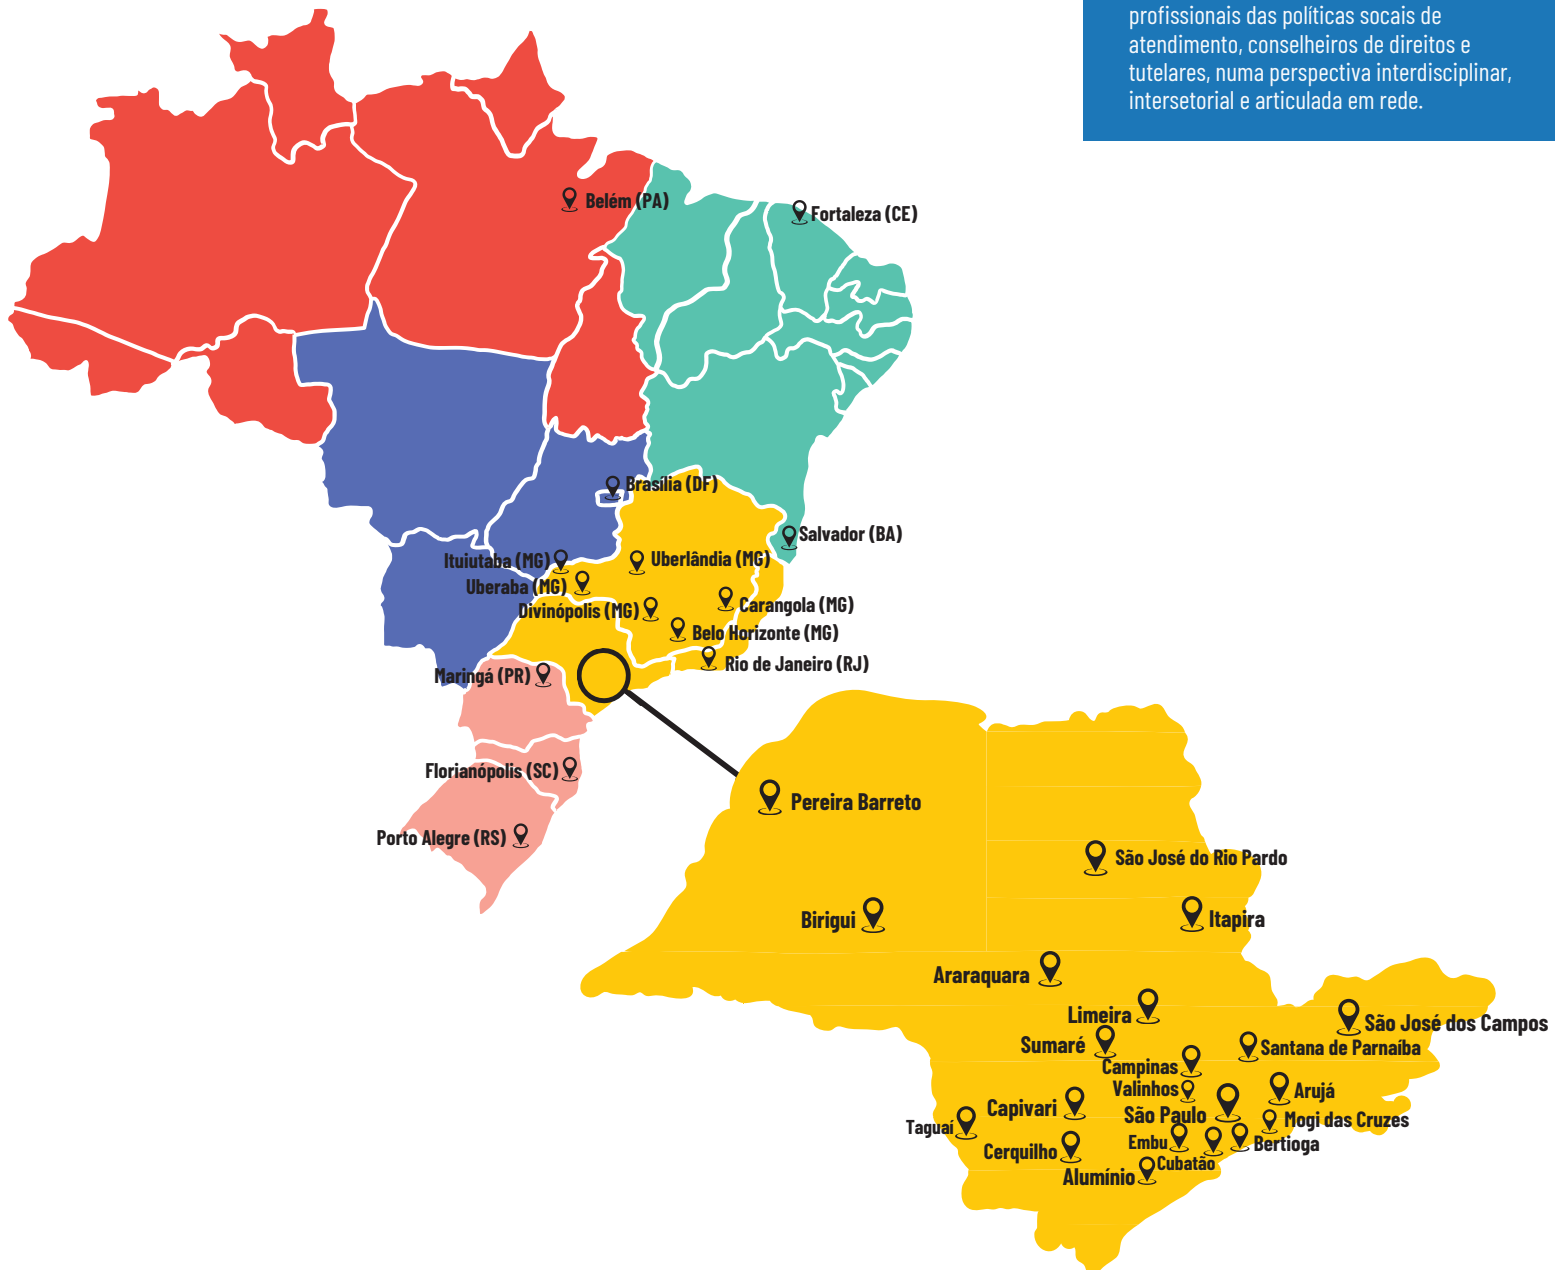 profissionais das políticas socais de
atendimento, conselheiros de direitos e
tutelares, numa perspectiva interdisciplinar,
intersetorial e articulada em rede.
Belém (PA)
Fortaleza (CE)
Brasília (DF)
Salvador (BA)
Ituiutaba (MG)
Uberlândia (MG)
Uberaba (MG)
Divinópolis (MG)
Carangola (MG)
Belo Horizonte (MG)
Rio de Janeiro (RJ)
Maringá (PR)
Florianópolis (SC)
Porto Alegre (RS)
Pereira Barreto
São José do Rio Pardo
Birigui
Itapira
Araraquara
Limeira
São José dos Campos
Sumaré
Santana de Parnaíba
Campinas
Valinhos
Arujá
Capivari
São Paulo
Mogi das Cruzes
Taguaí
Embu
Bertioga
Cerquilho
Cubatão
Alumínio